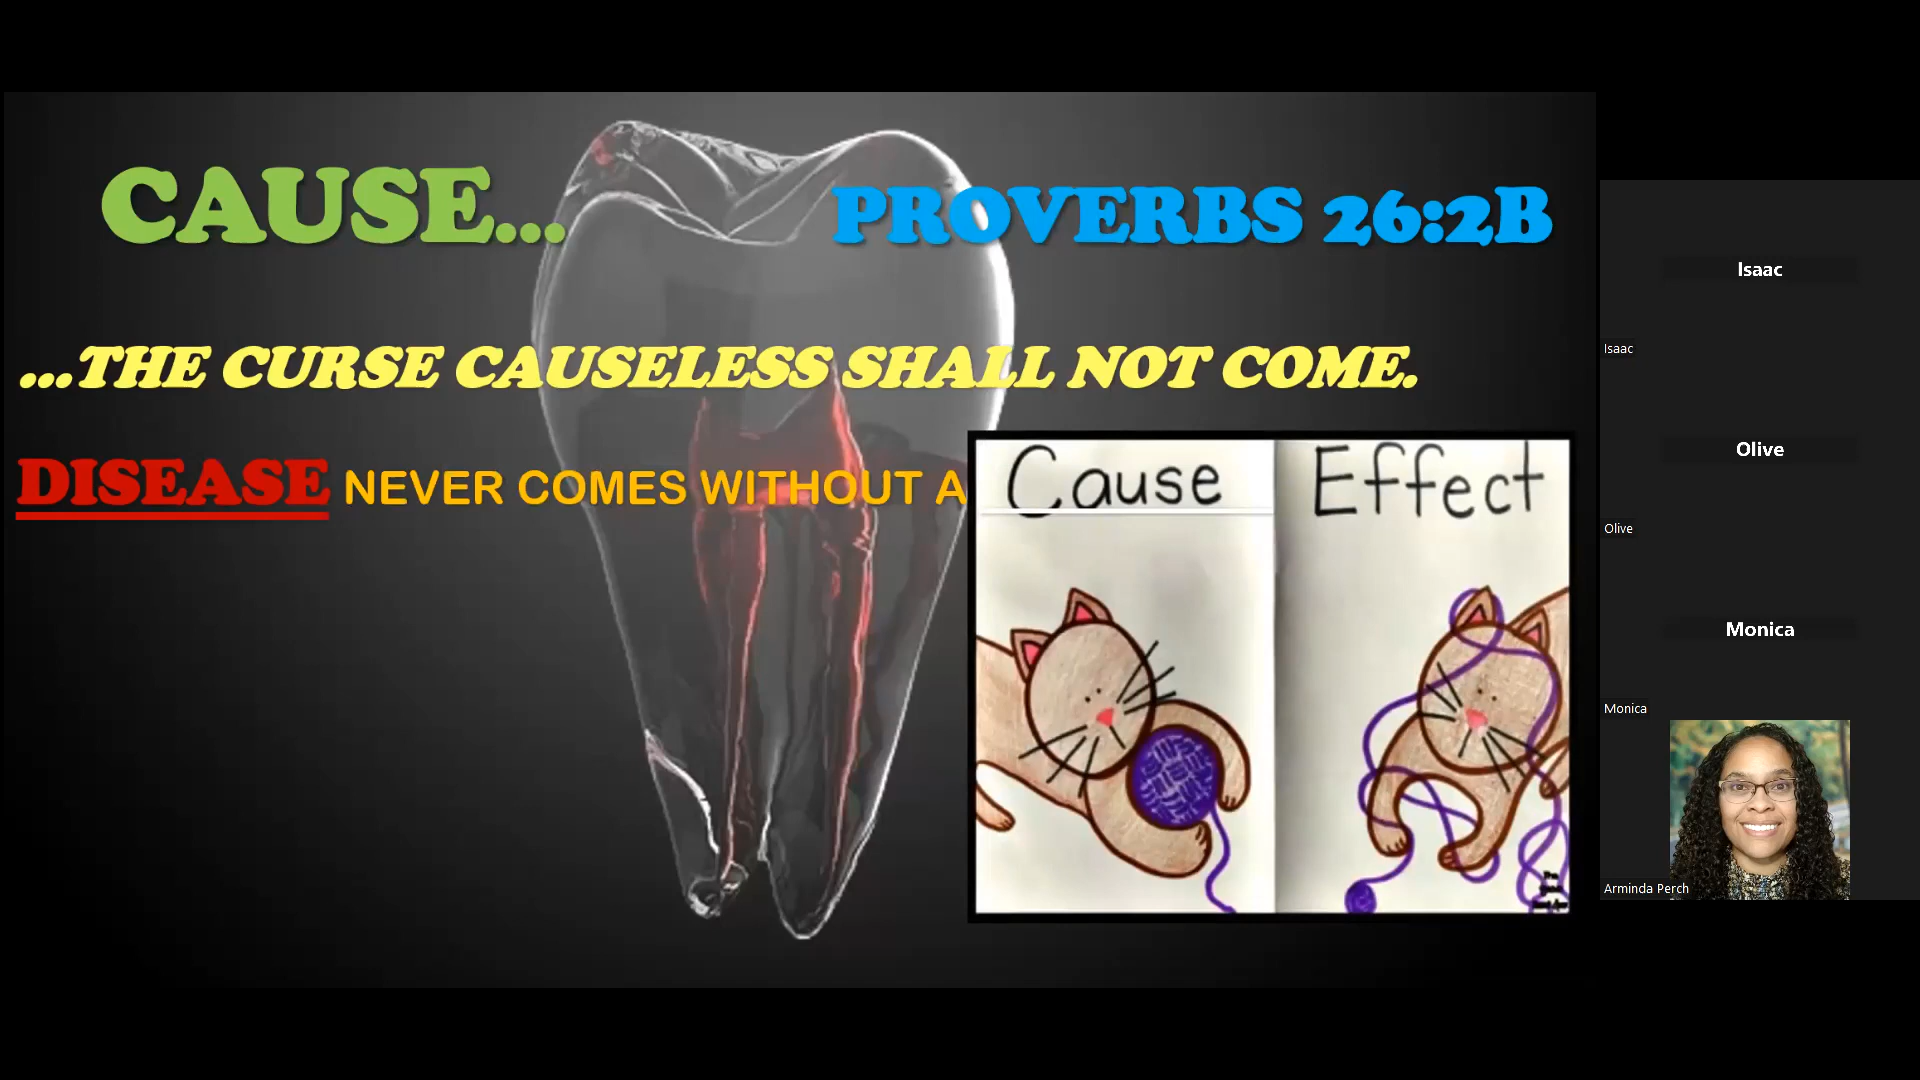 CAUSE...
PROVERBS 26:2B
...THE CURSE CAUSELESS SHALL NOT COME.
DISEASE NEVER COMES WITHOUT A
Cause
Effect
Isaac
Isaac
Olive
Olive
Monica
Monica
Arminda Perch